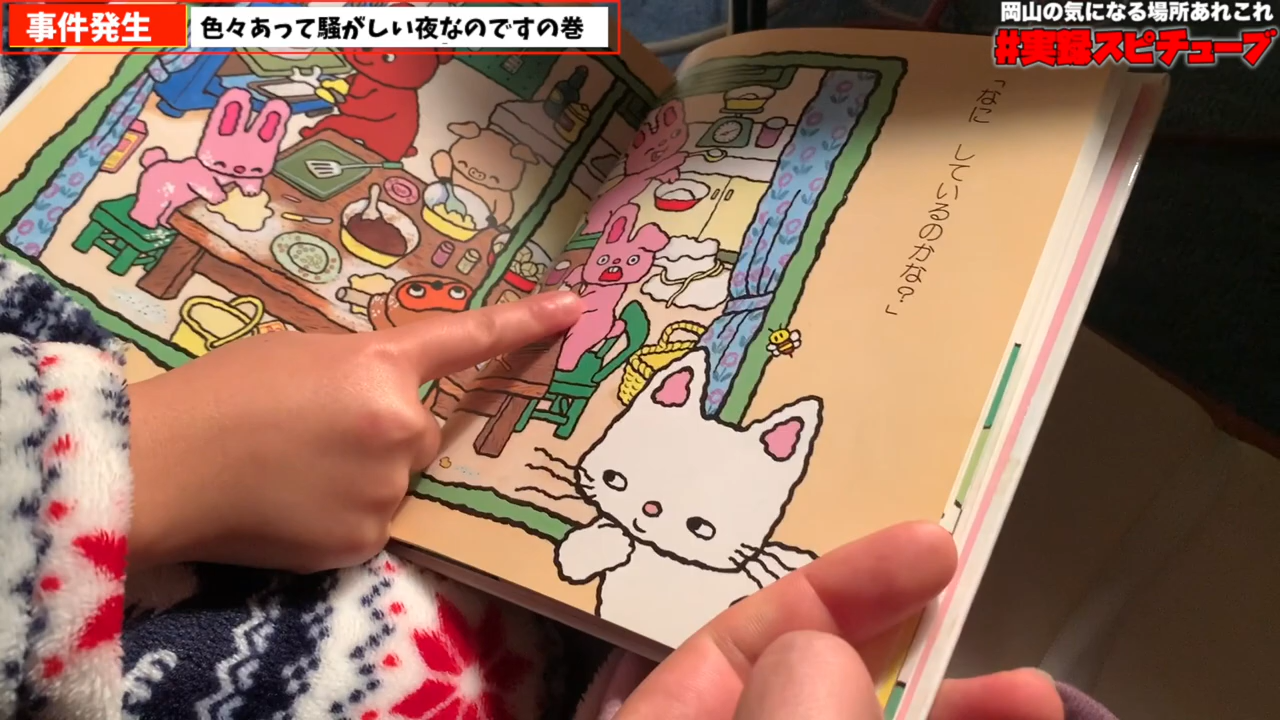 事件発生
色々あって騒がしい夜なのですの巻
岡山の気になる場所あれこれ
#実録スピチューブ
「なに しているのかな？」